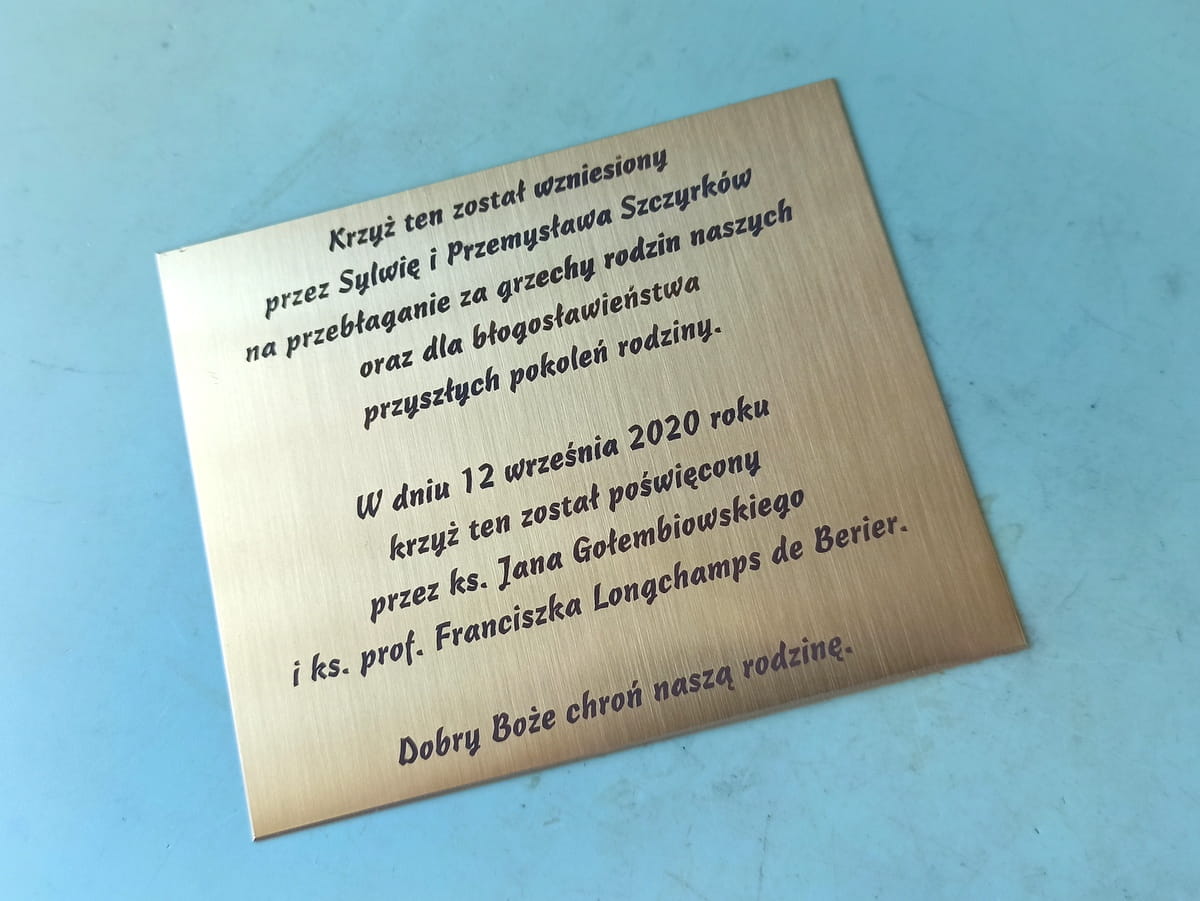 Krzyż ten został wzniesiony
przez Sylwię i Przemysława Szczyrków
na przebłaganie za grzechy rodzin naszych
oraz dla błogosławieństwa
przyszłych pokoleń rodziny.
W dniu 12 września 2020 roku
krzyż ten został poświęcony
przez ks. Jana Gołembiowskiego
i ks. prof. Franciszka Longchamps de Berier.
Dobry Boże chroń naszą rodzinę.